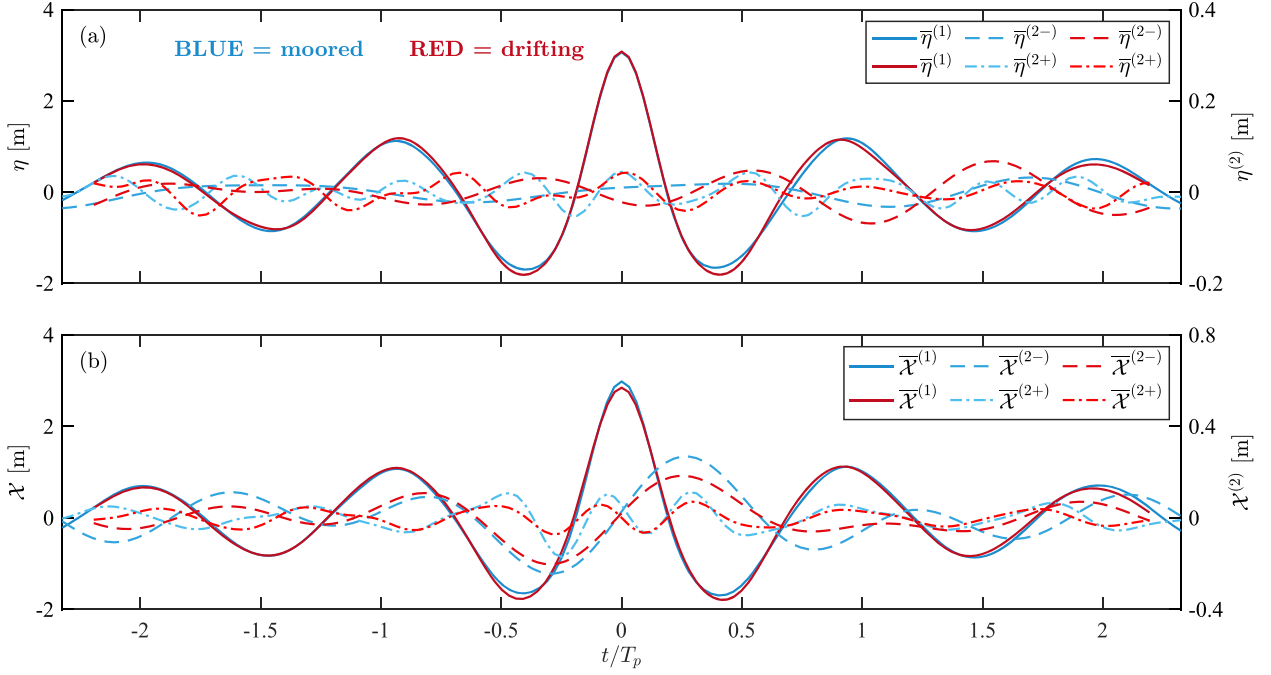 4
0.4
(a)
BLUE = moored RED = drifting
η̅⁽¹⁾ η̅⁽²⁻⁾ η̅⁽²⁻⁾
η̅⁽¹⁾ η̅⁽²⁺⁾ η̅⁽²⁺⁾
2
0.2
η [m]
η⁽²⁾ [m]
0
0
-2
-0.2
4
0.8
(b)
𝒳̅⁽¹⁾ 𝒳̅⁽²⁻⁾ 𝒳̅⁽²⁻⁾
𝒳̅⁽¹⁾ 𝒳̅⁽²⁺⁾ 𝒳̅⁽²⁺⁾
2
0.4
𝒳 [m]
𝒳⁽²⁾ [m]
0
0
-2
-0.4
-2 -1.5 -1 -0.5 0 0.5 1 1.5 2
t/Tₚ